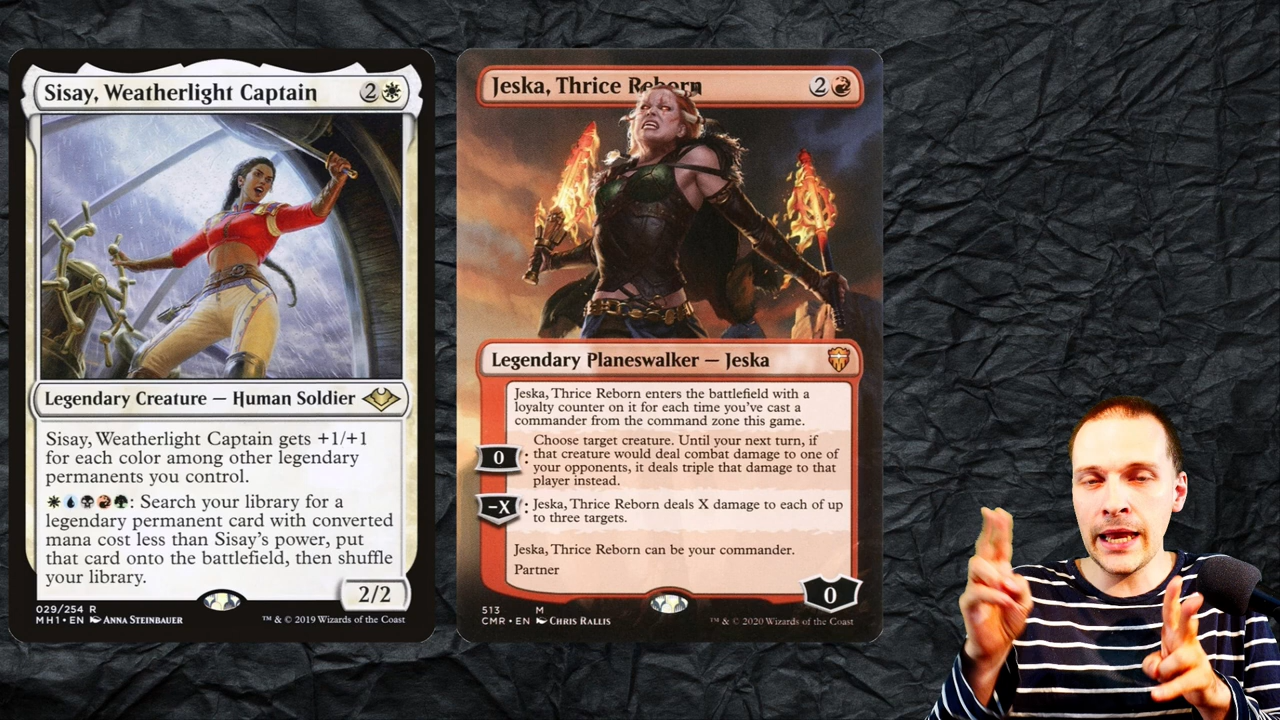 Sisay, Weatherlight Captain 2
Legendary Creature — Human Soldier
Sisay, Weatherlight Captain gets +1/+1
for each color among other legendary
permanents you control.
: Search your library for a
legendary permanent card with converted
mana cost less than Sisay's power, put
that card onto the battlefield, then shuffle
your library.
2/2
029/254 R
MH1 • EN Anna Steinbauer
™ & © 2019 Wizards of the Coast
Jeska, Thrice Reborn 2
Legendary Planeswalker — Jeska
Jeska, Thrice Reborn enters the battlefield with a
loyalty counter on it for each time you've cast a
commander from the command zone this game.
0 : Choose target creature. Until your next turn, if
that creature would deal combat damage to one of
your opponents, it deals triple that damage to that
player instead.
−X : Jeska, Thrice Reborn deals X damage to each of up
to three targets.
Jeska, Thrice Reborn can be your commander.
Partner
0
513 M
CMR • EN Chris Rallis
™ & © 2020 Wizards of the Coast